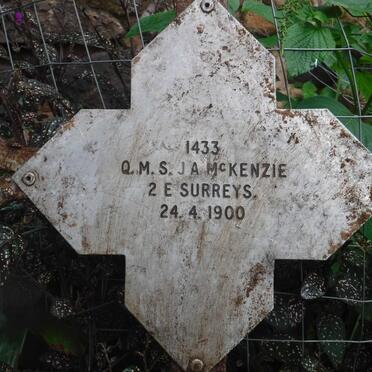 1433
Q.M.S. J A McKENZIE
2 E SURREYS.
24.4.1900